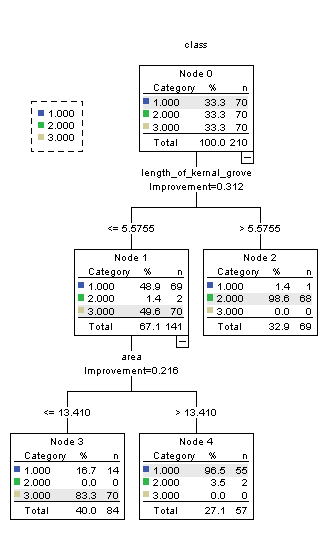 class
1.000
2.000
3.000
Node 0
Category % n
1.000 33.3 70
2.000 33.3 70
3.000 33.3 70
Total 100.0 210
length_of_kernal_grove
Improvement=0.312
<= 5.5755
> 5.5755
Node 1
Category % n
1.000 48.9 69
2.000 1.4 2
3.000 49.6 70
Total 67.1 141
Node 2
Category % n
1.000 1.4 1
2.000 98.6 68
3.000 0.0 0
Total 32.9 69
area
Improvement=0.216
<= 13.410
> 13.410
Node 3
Category % n
1.000 16.7 14
2.000 0.0 0
3.000 83.3 70
Total 40.0 84
Node 4
Category % n
1.000 96.5 55
2.000 3.5 2
3.000 0.0 0
Total 27.1 57